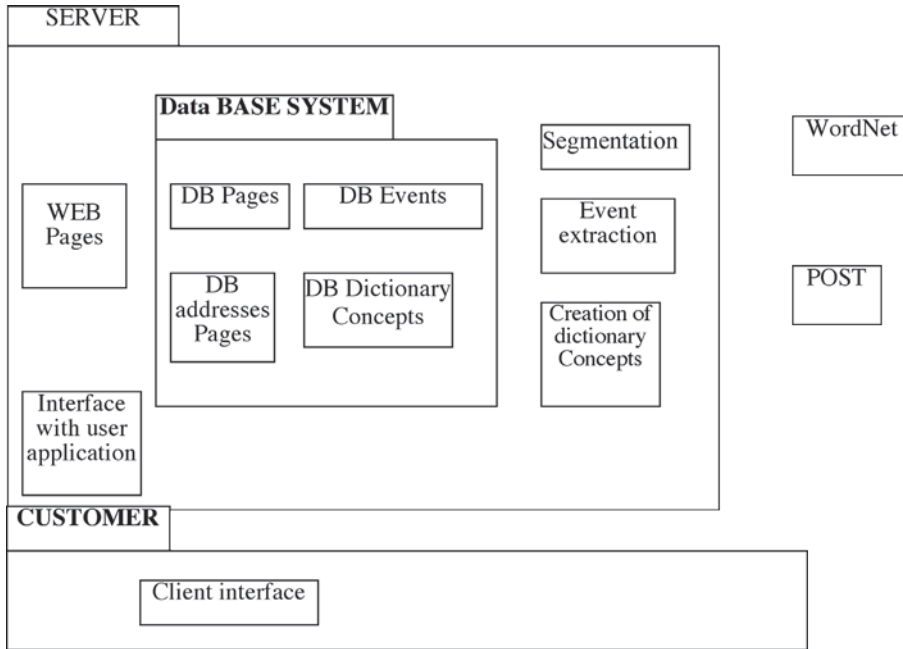 SERVER
Data BASE SYSTEM
Segmentation
WordNet
WEB
Pages
DB Pages
DB Events
Event
extraction
DB
addresses
Pages
DB Dictionary
Concepts
POST
Creation of
dictionary
Concepts
Interface
with user
application
CUSTOMER
Client interface